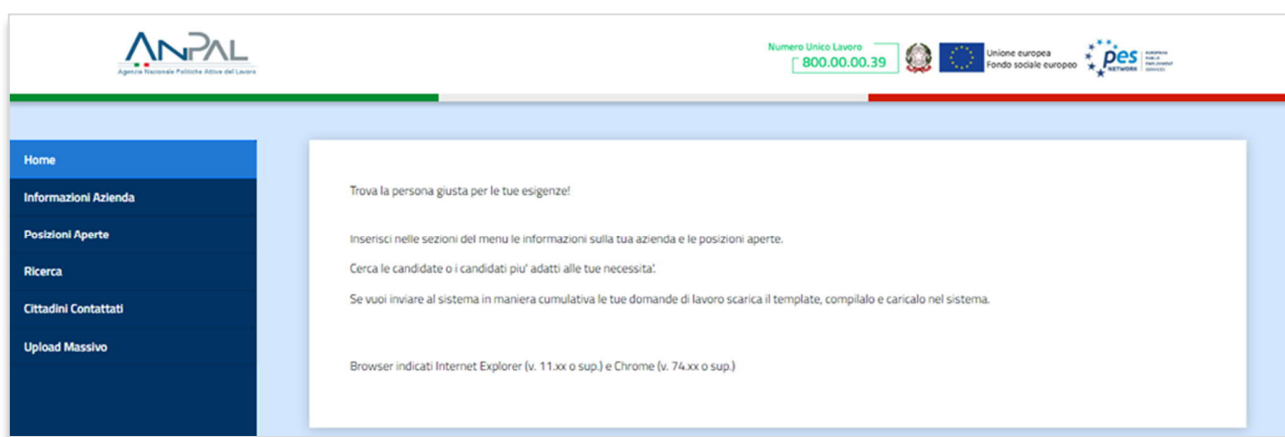 ANPAL
Agenzia Nazionale Politiche Attive del Lavoro
Numero Unico Lavoro
800.00.00.39
Unione europea
Fondo sociale europeo
pes
NETWORK
EUROPEAN
PUBLIC
EMPLOYMENT
SERVICES
Home
Informazioni Azienda
Posizioni Aperte
Ricerca
Cittadini Contattati
Upload Massivo
Trova la persona giusta per le tue esigenze!
Inserisci nelle sezioni del menu le informazioni sulla tua azienda e le posizioni aperte.
Cerca le candidate o i candidati piu' adatti alle tue necessita'.
Se vuoi inviare al sistema in maniera cumulativa le tue domande di lavoro scarica il template, compilalo e caricalo nel sistema.
Browser indicati Internet Explorer (v. 11.xx o sup.) e Chrome (v. 74.xx o sup.)